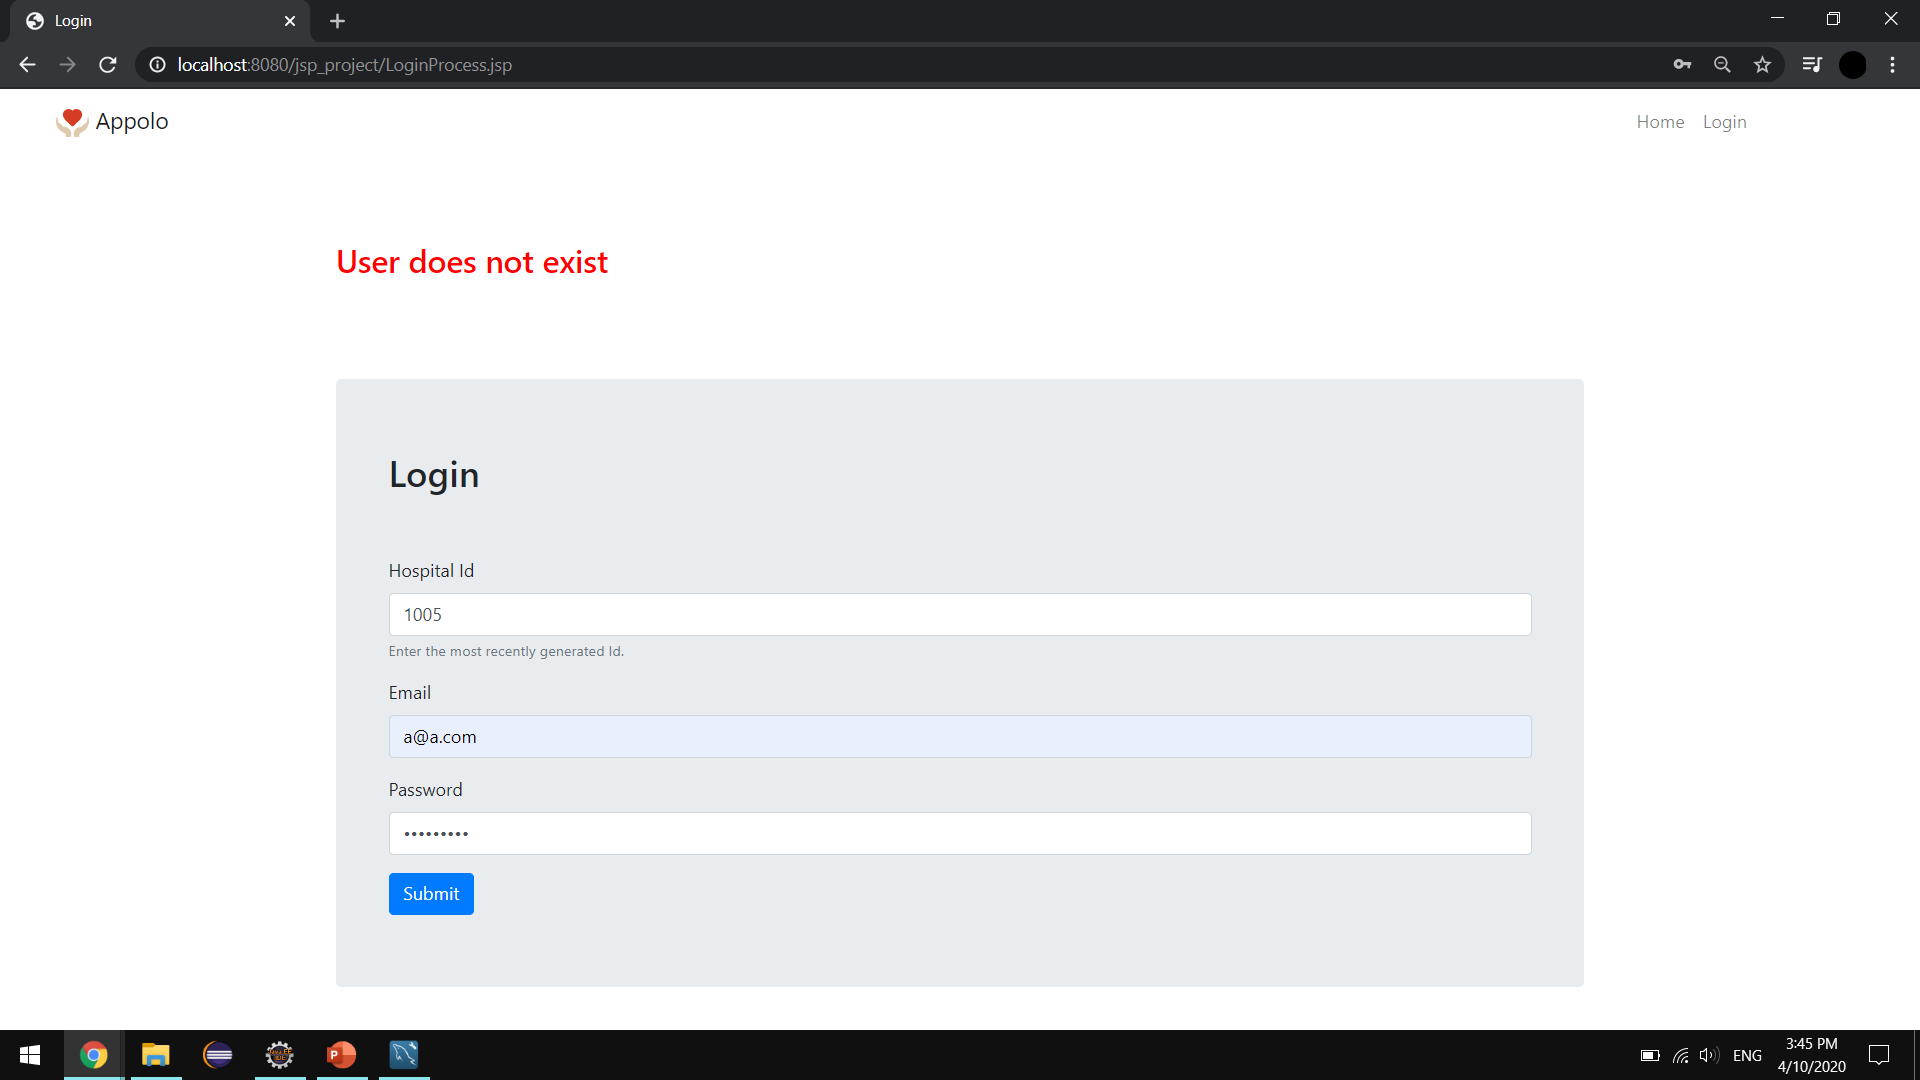 Login
localhost:8080/jsp_project/LoginProcess.jsp
Appolo
Home Login
User does not exist
Login
Hospital Id
1005
Enter the most recently generated Id.
Email
a@a.com
Password
•••••••••
Submit
ENG
3:45 PM
4/10/2020